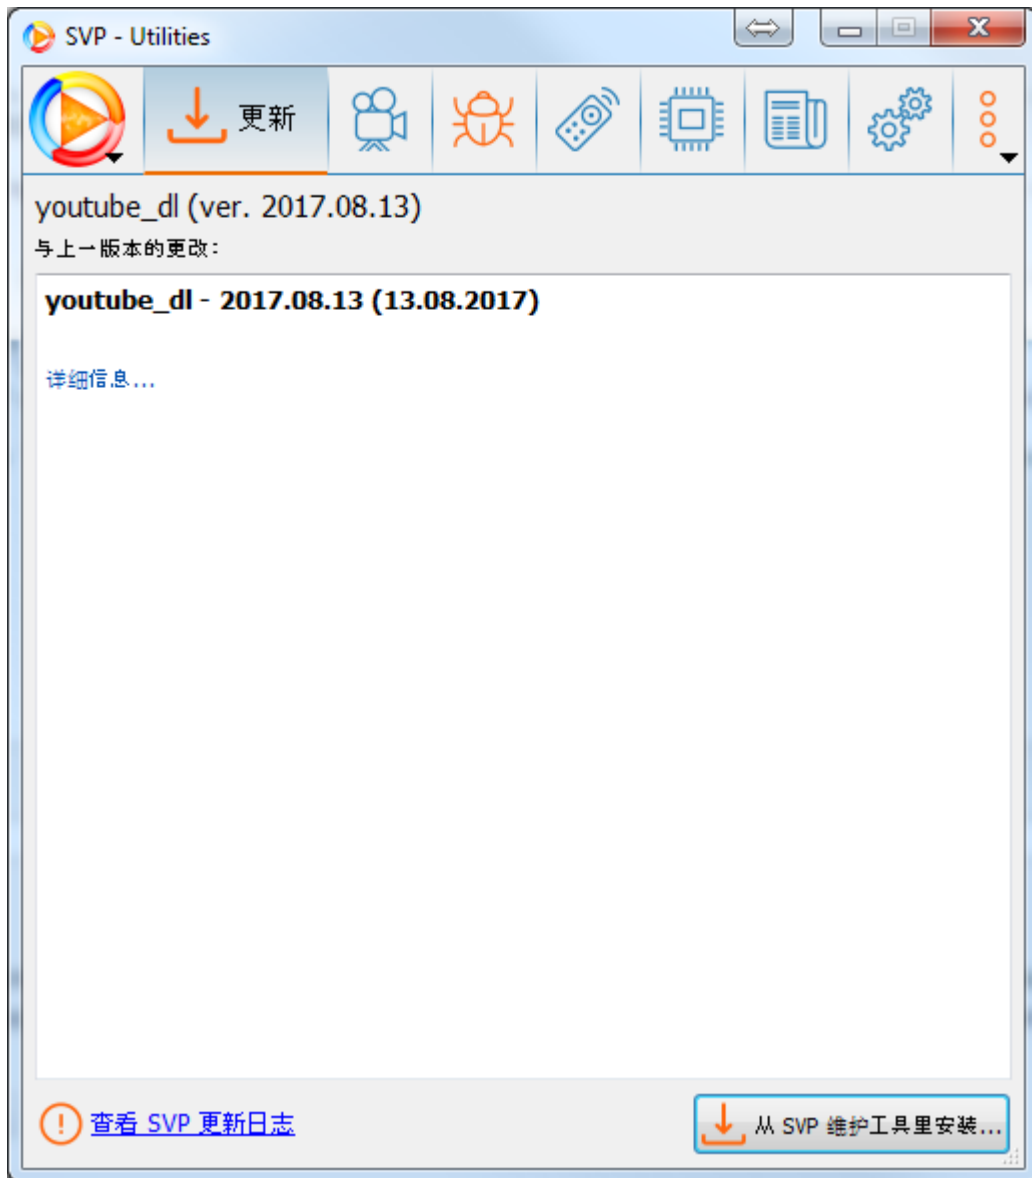 SVP - Utilities
更新
youtube_dl (ver. 2017.08.13)
与上一版本的更改:
youtube_dl - 2017.08.13 (13.08.2017)
详细信息...
查看 SVP 更新日志
从 SVP 维护工具里安装...